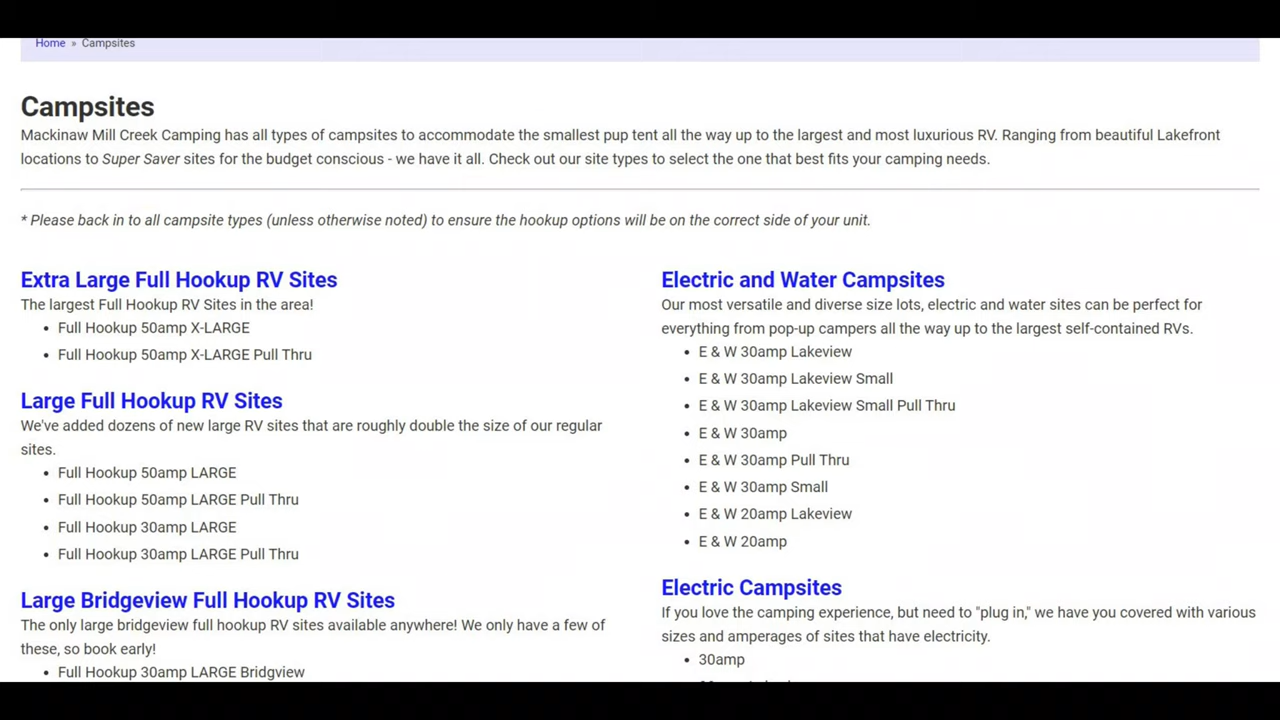 Home » Campsites
Campsites
Mackinaw Mill Creek Camping has all types of campsites to accommodate the smallest pup tent all the way up to the largest and most luxurious RV. Ranging from beautiful Lakefront
locations to Super Saver sites for the budget conscious - we have it all. Check out our site types to select the one that best fits your camping needs.
* Please back in to all campsite types (unless otherwise noted) to ensure the hookup options will be on the correct side of your unit.
Extra Large Full Hookup RV Sites
The largest Full Hookup RV Sites in the area!
• Full Hookup 50amp X-LARGE
• Full Hookup 50amp X-LARGE Pull Thru
Large Full Hookup RV Sites
We've added dozens of new large RV sites that are roughly double the size of our regular
sites.
• Full Hookup 50amp LARGE
• Full Hookup 50amp LARGE Pull Thru
• Full Hookup 30amp LARGE
• Full Hookup 30amp LARGE Pull Thru
Large Bridgeview Full Hookup RV Sites
The only large bridgeview full hookup RV sites available anywhere! We only have a few of
these, so book early!
• Full Hookup 30amp LARGE Bridgview
Electric and Water Campsites
Our most versatile and diverse size lots, electric and water sites can be perfect for
everything from pop-up campers all the way up to the largest self-contained RVs.
• E & W 30amp Lakeview
• E & W 30amp Lakeview Small
• E & W 30amp Lakeview Small Pull Thru
• E & W 30amp
• E & W 30amp Pull Thru
• E & W 30amp Small
• E & W 20amp Lakeview
• E & W 20amp
Electric Campsites
If you love the camping experience, but need to "plug in," we have you covered with various
sizes and amperages of sites that have electricity.
• 30amp